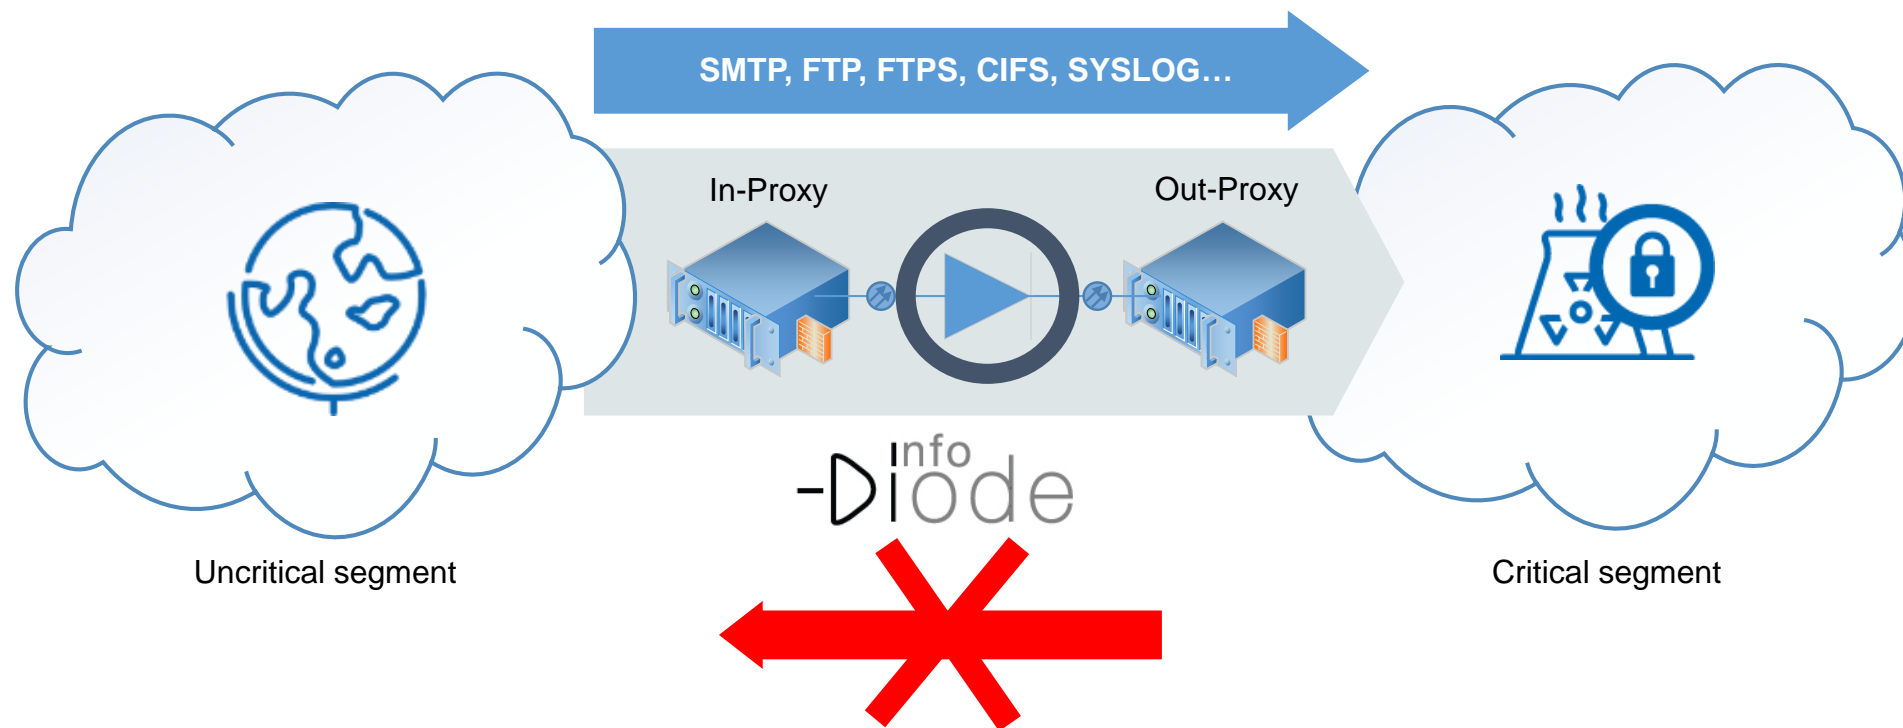 SMTP, FTP, FTPS, CIFS, SYSLOG…
In-Proxy
Out-Proxy
info
Diode
Uncritical segment
Critical segment